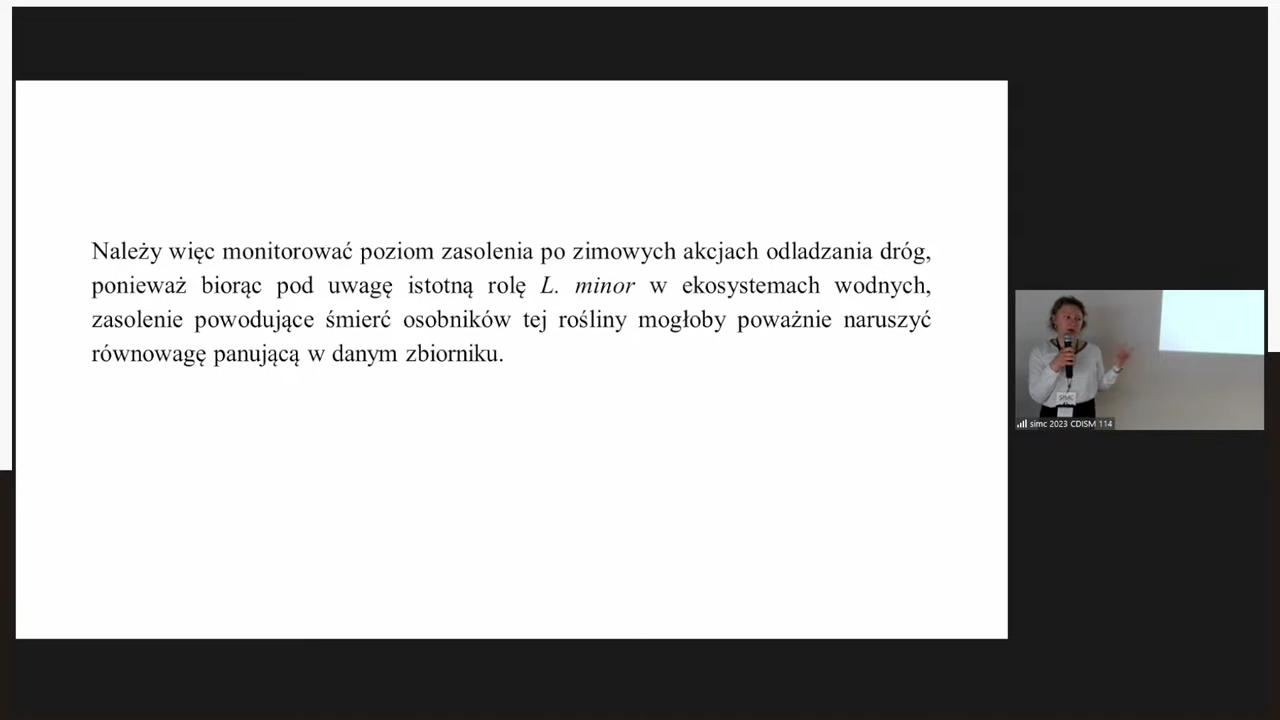 Należy więc monitorować poziom zasolenia po zimowych akcjach odladzania dróg,
ponieważ biorąc pod uwagę istotną rolę L. minor w ekosystemach wodnych,
zasolenie powodujące śmierć osobników tej rośliny mogłoby poważnie naruszyć
równowagę panującą w danym zbiorniku.
simc 2023 CDISM 114